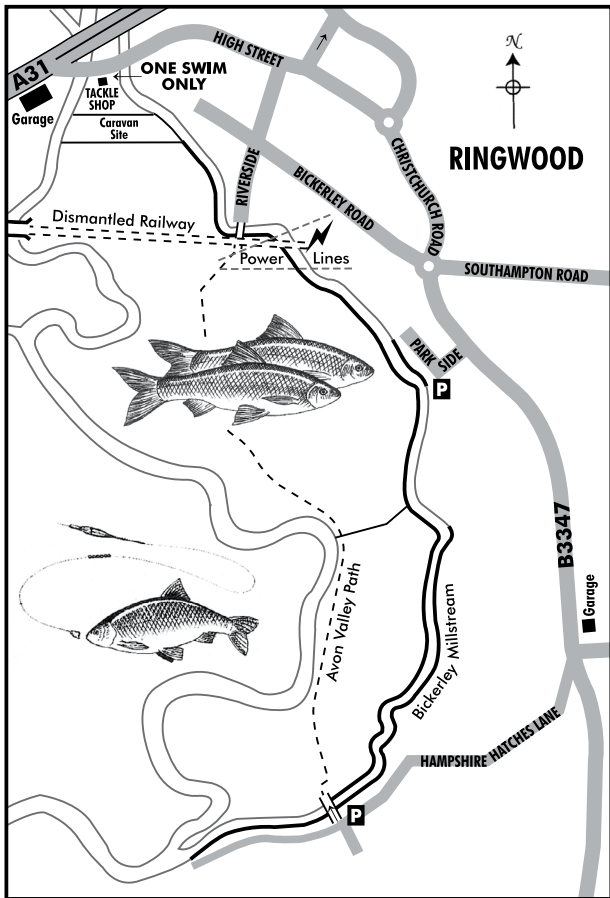 HIGH STREET
N
A31
ONE SWIM
ONLY
TACKLE
SHOP
Garage
Caravan
Site
RINGWOOD
CHRISTCHURCH ROAD
RIVERSIDE
BICKERLEY ROAD
Dismantled Railway
Power Lines
SOUTHAMPTON ROAD
PARK SIDE
P
B3347
Garage
Avon Valley Path
Bickerley Millstream
HAMPSHIRE HATCHES LANE
P